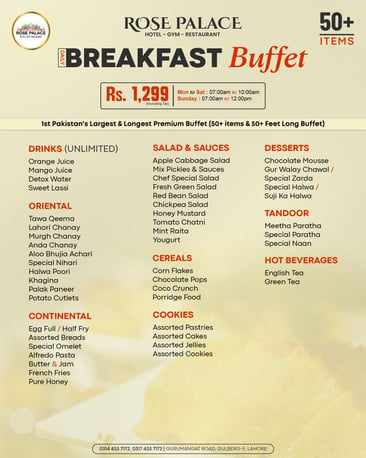 ROSE PALACE
ROSE PALACE
HOTEL - GYM - RESTAURANT
50+
ITEMS
DAILY
BREAKFAST Buffet
Rs. 1,299
(Including Tax)
Mon to Sat : 07:00am to 10:00am
Sunday : 07:00am to 12:00pm
1st Pakistan's Largest & Longest Premium Buffet (50+ items & 50+ Feet Long Buffet)
DRINKS (UNLIMITED)
Orange Juice
Mango Juice
Detox Water
Sweet Lassi
ORIENTAL
Tawa Qeema
Lahori Chanay
Murgh Chanay
Anda Chanay
Aloo Bhujia Achari
Special Nihari
Halwa Poori
Khagina
Palak Paneer
Potato Cutlets
CONTINENTAL
Egg Full / Half Fry
Assorted Breads
Special Omelet
Alfredo Pasta
Butter & Jam
French Fries
Pure Honey
SALAD & SAUCES
Apple Cabbage Salad
Mix Pickles & Sauces
Chef Special Salad
Fresh Green Salad
Red Bean Salad
Chickpea Salad
Honey Mustard
Tomato Chatni
Mint Raita
Yougurt
CEREALS
Corn Flakes
Chocolate Pops
Coco Crunch
Porridge Food
COOKIES
Assorted Pastries
Assorted Cakes
Assorted Jellies
Assorted Cookies
DESSERTS
Chocolate Mousse
Gur Walay Chawal /
Special Zarda
Special Halwa /
Suji Ka Halwa
TANDOOR
Meetha Paratha
Special Paratha
Special Naan
HOT BEVERAGES
English Tea
Green Tea
0314 433 7172, 0317 433 7172 | GURUMANGAT ROAD, GULBERG-II, LAHORE.